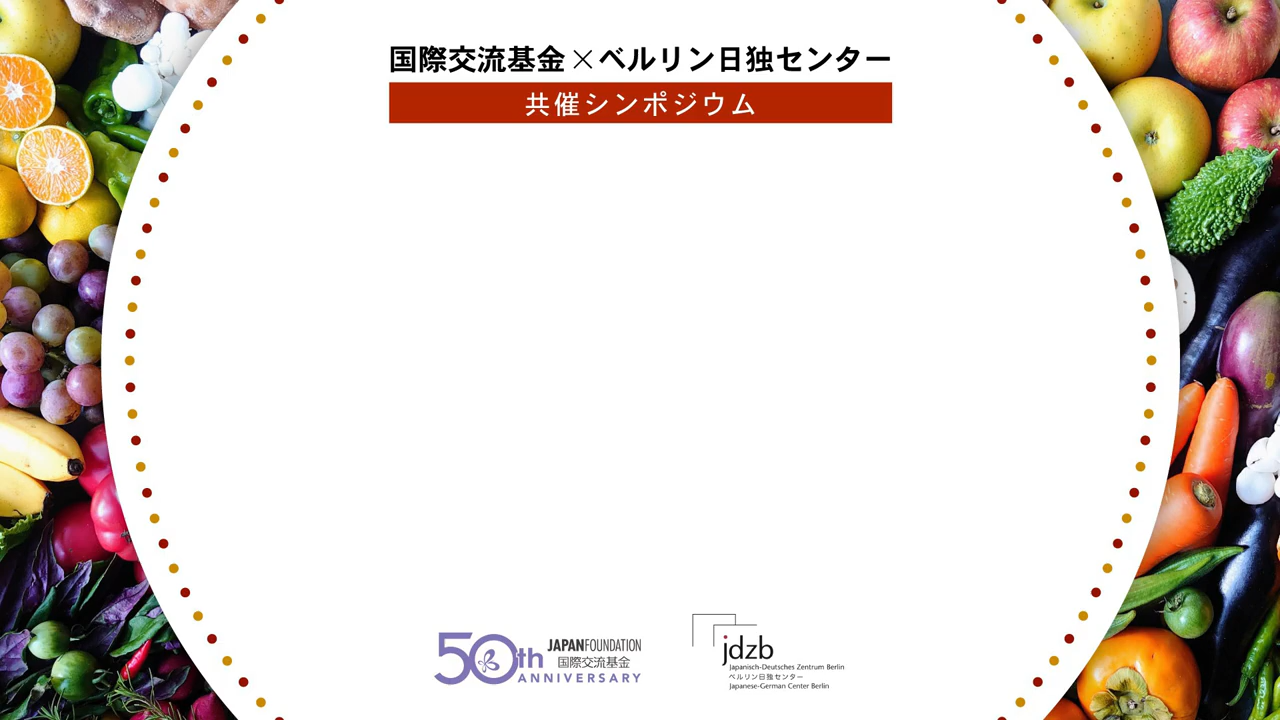 国際交流基金×ベルリン日独センター
共催シンポジウム
50th ANNIVERSARY
JAPANFOUNDATION
国際交流基金
jdzb
Japanisch-Deutsches Zentrum Berlin
ベルリン日独センター
Japanese-German Center Berlin